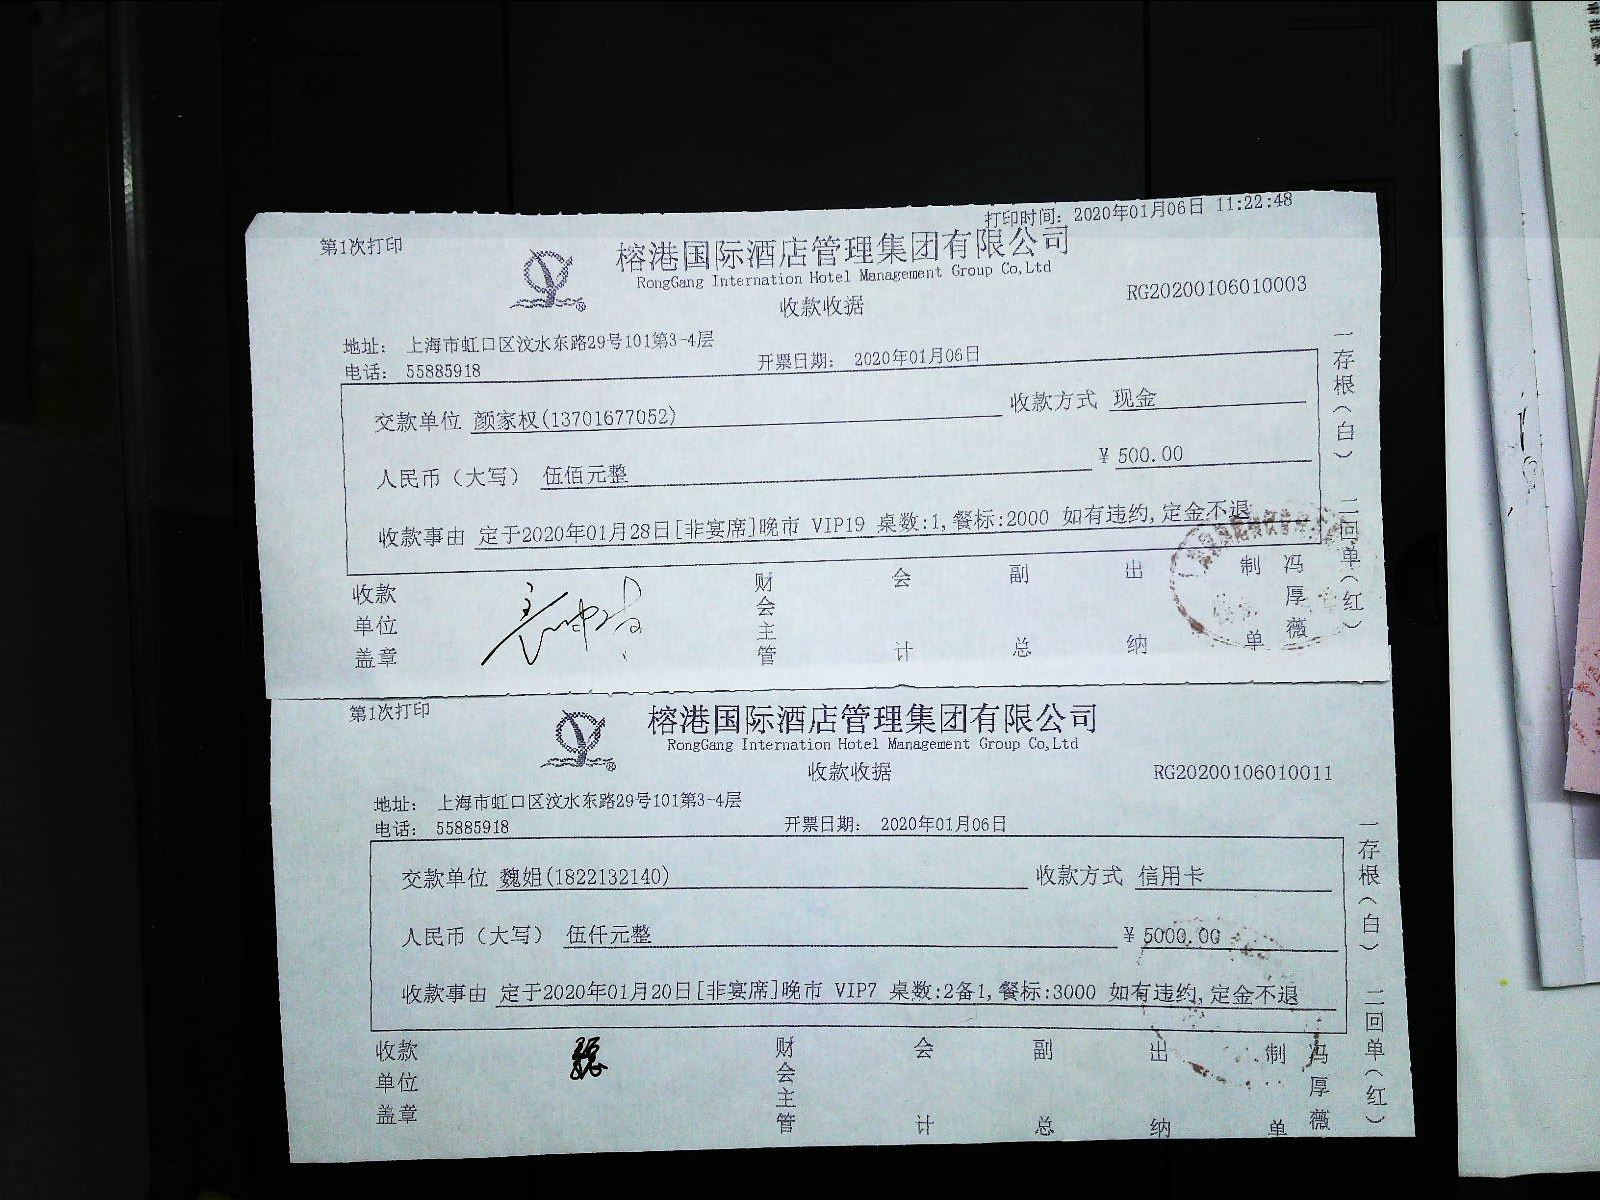 打印时间: 2020年01月06日 11:22:48
第1次打印
榕港国际酒店管理集团有限公司
RongGang Internation Hotel Management Group Co,Ltd
收款收据
RG20200106010003
地址: 上海市虹口区汶水东路29号101第3-4层
电话: 55885918
开票日期: 2020年01月06日
交款单位 颜家权(13701677052)
收款方式 现金
人民币（大写） 伍佰元整
¥ 500.00
收款事由 定于2020年01月28日[非宴席]晚市 VIP19 桌数:1,餐标:2000 如有违约,定金不退
收款单位盖章
财会主管
会计
副总
出纳
制单
冯厚薇
一存根(白)
二回单(红)
第1次打印
榕港国际酒店管理集团有限公司
RongGang Internation Hotel Management Group Co,Ltd
收款收据
RG20200106010011
地址: 上海市虹口区汶水东路29号101第3-4层
电话: 55885918
开票日期: 2020年01月06日
交款单位 魏姐(1822132140)
收款方式 信用卡
人民币（大写） 伍仟元整
¥ 5000.00
收款事由 定于2020年01月20日[非宴席]晚市 VIP7 桌数:2备1,餐标:3000 如有违约,定金不退
收款单位盖章
财会主管
会计
副总
出纳
制单
冯厚薇
一存根(白)
二回单(红)